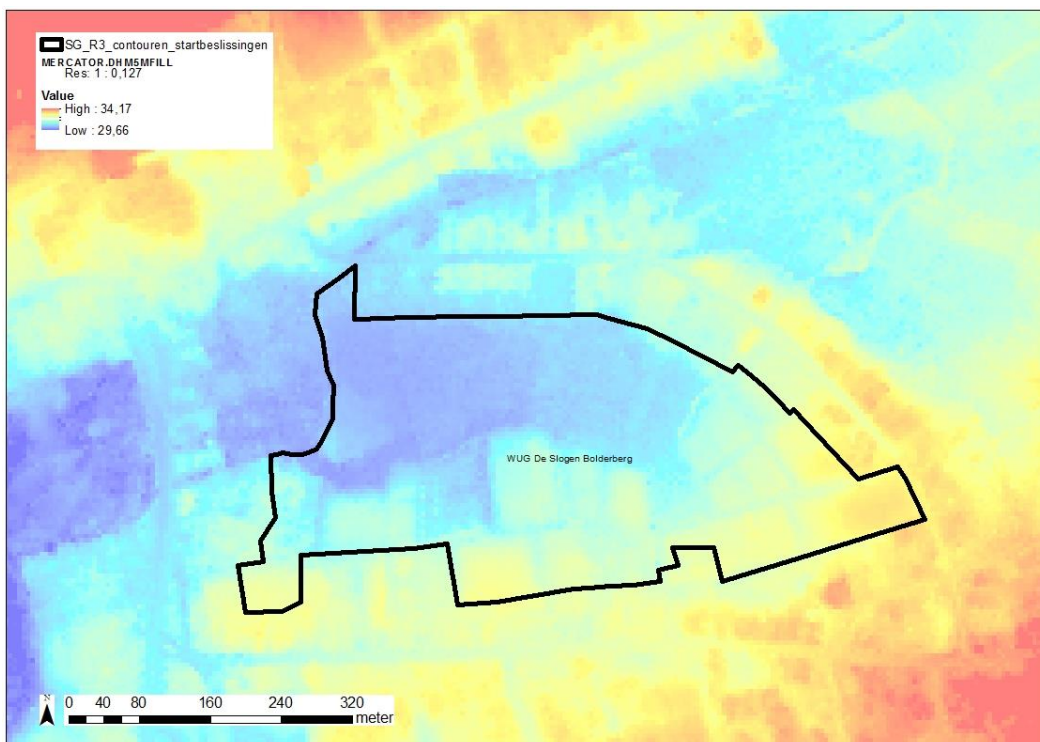 SG_R3_contouren_startbeslissingen
MERCATOR.DHM5MFILL
Res: 1 : 0,127
Value
High : 34,17
Low : 29,66
WUG De Slogen Bolderberg
N
0 40 80 160 240 320
meter